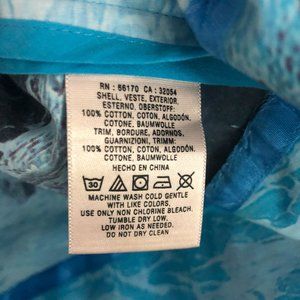 RN : 66170 CA : 32054
SHELL, VESTE, EXTERIOR,
ESTERNO, OBERSTOFF:
100% COTTON, COTON, ALGODÓN,
COTONE, BAUMWOLLE
TRIM, BORDURE, ADORNOS,
GUARNIZIONI, TRIMM:
100% COTTON, COTON, ALGODÓN,
COTONE, BAUMWOLLE
HECHO EN CHINA
30
MACHINE WASH COLD GENTLE
WITH LIKE COLORS.
USE ONLY NON CHLORINE BLEACH.
TUMBLE DRY LOW.
LOW IRON AS NEEDED.
DO NOT DRY CLEAN